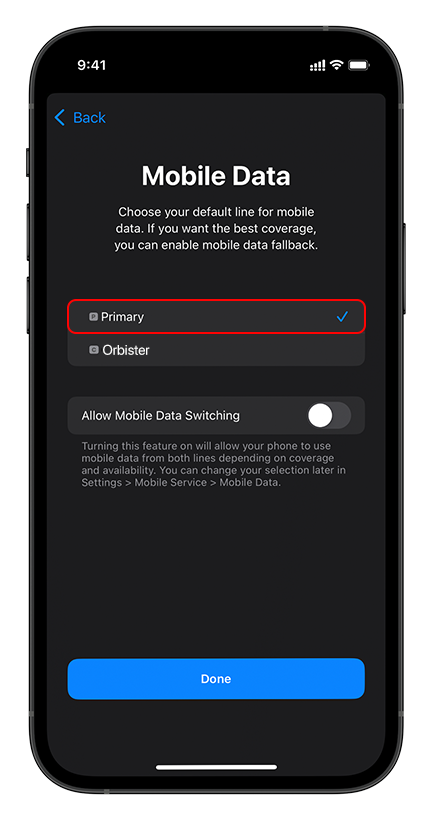 9:41
Back
Mobile Data
Choose your default line for mobile
data. If you want the best coverage,
you can enable mobile data fallback.
P Primary
Orbister
Allow Mobile Data Switching
Turning this feature on will allow your phone to use
mobile data from both lines depending on coverage
and availability. You can change your selection later in
Settings > Mobile Service > Mobile Data.
Done